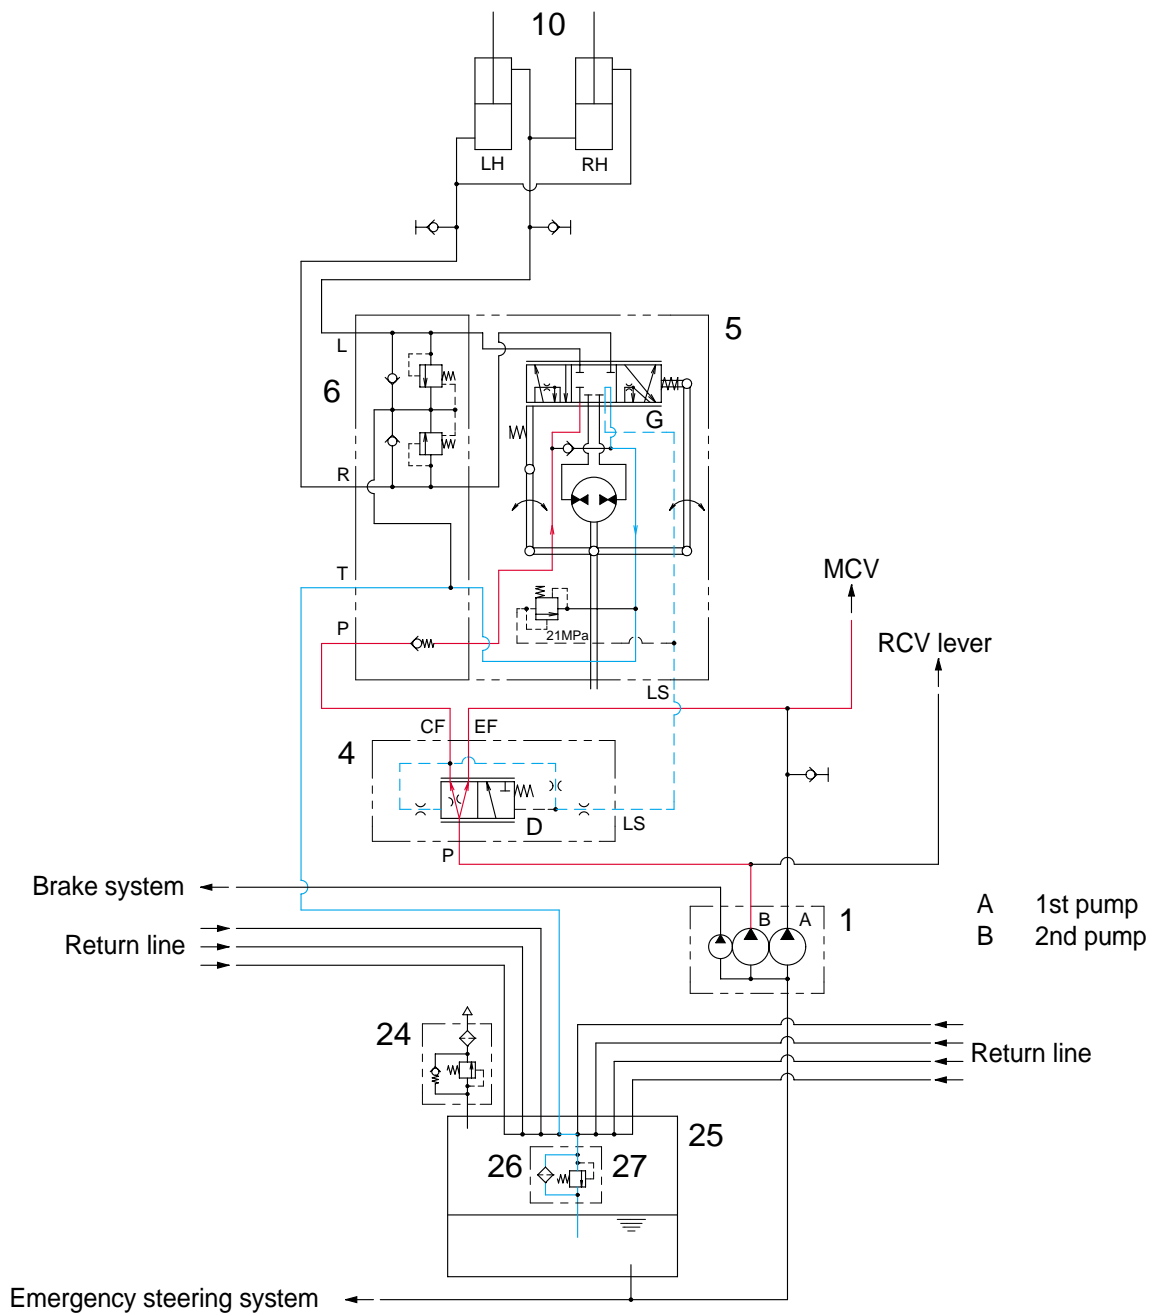 10
LH
RH
5
L
6
G
R
T
MCV
P
21MPa
RCV lever
LS
CF
EF
4
D
LS
P
Brake system
B
A
1
A 1st pump
B 2nd pump
Return line
24
Return line
25
26
27
Emergency steering system